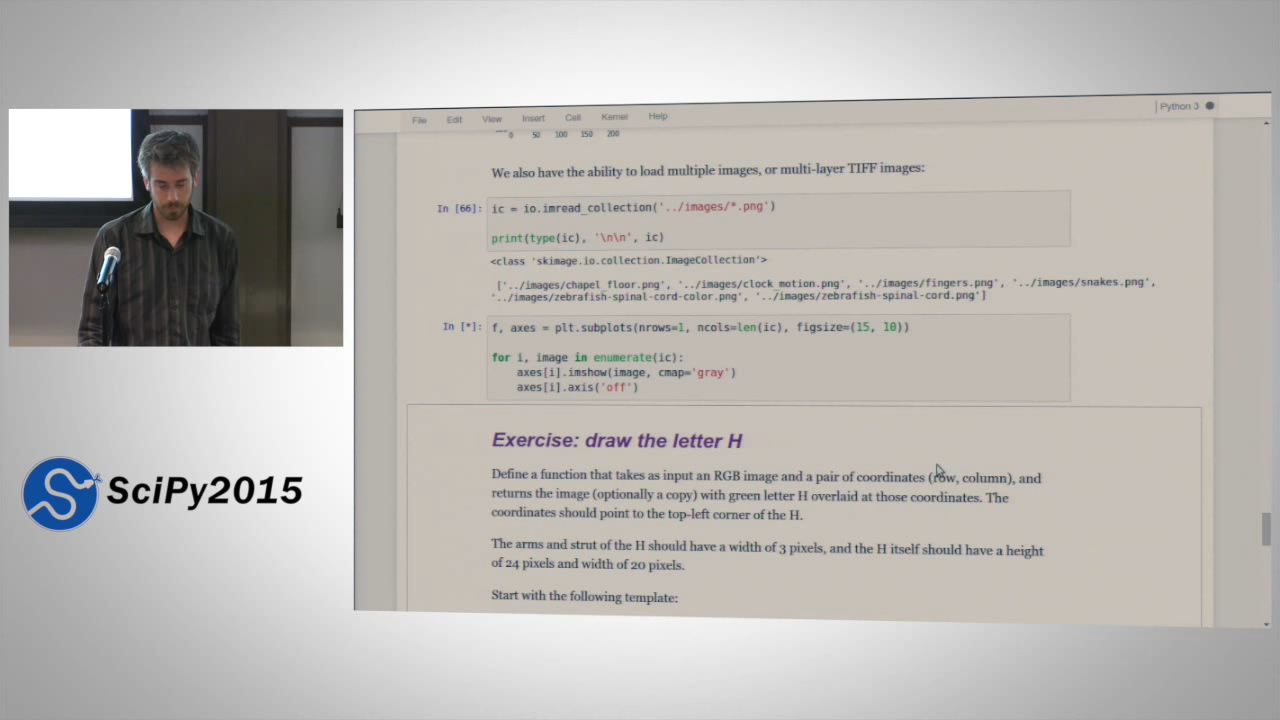 File Edit View Insert Cell Kernel Help
Python 3
0 50 100 150 200
We also have the ability to load multiple images, or multi-layer TIFF images:
In [66]: ic = io.imread_collection('../images/*.png')
print(type(ic), '\n\n', ic)
<class 'skimage.io.collection.ImageCollection'>
['../images/chapel_floor.png', '../images/clock_motion.png', '../images/fingers.png', '../images/snakes.png',
'../images/zebrafish-spinal-cord-color.png', '../images/zebrafish-spinal-cord.png']
In [*]: f, axes = plt.subplots(nrows=1, ncols=len(ic), figsize=(15, 10))
for i, image in enumerate(ic):
axes[i].imshow(image, cmap='gray')
axes[i].axis('off')
Exercise: draw the letter H
Define a function that takes as input an RGB image and a pair of coordinates (row, column), and
returns the image (optionally a copy) with green letter H overlaid at those coordinates. The
coordinates should point to the top-left corner of the H.
The arms and strut of the H should have a width of 3 pixels, and the H itself should have a height
of 24 pixels and width of 20 pixels.
Start with the following template:
SciPy2015